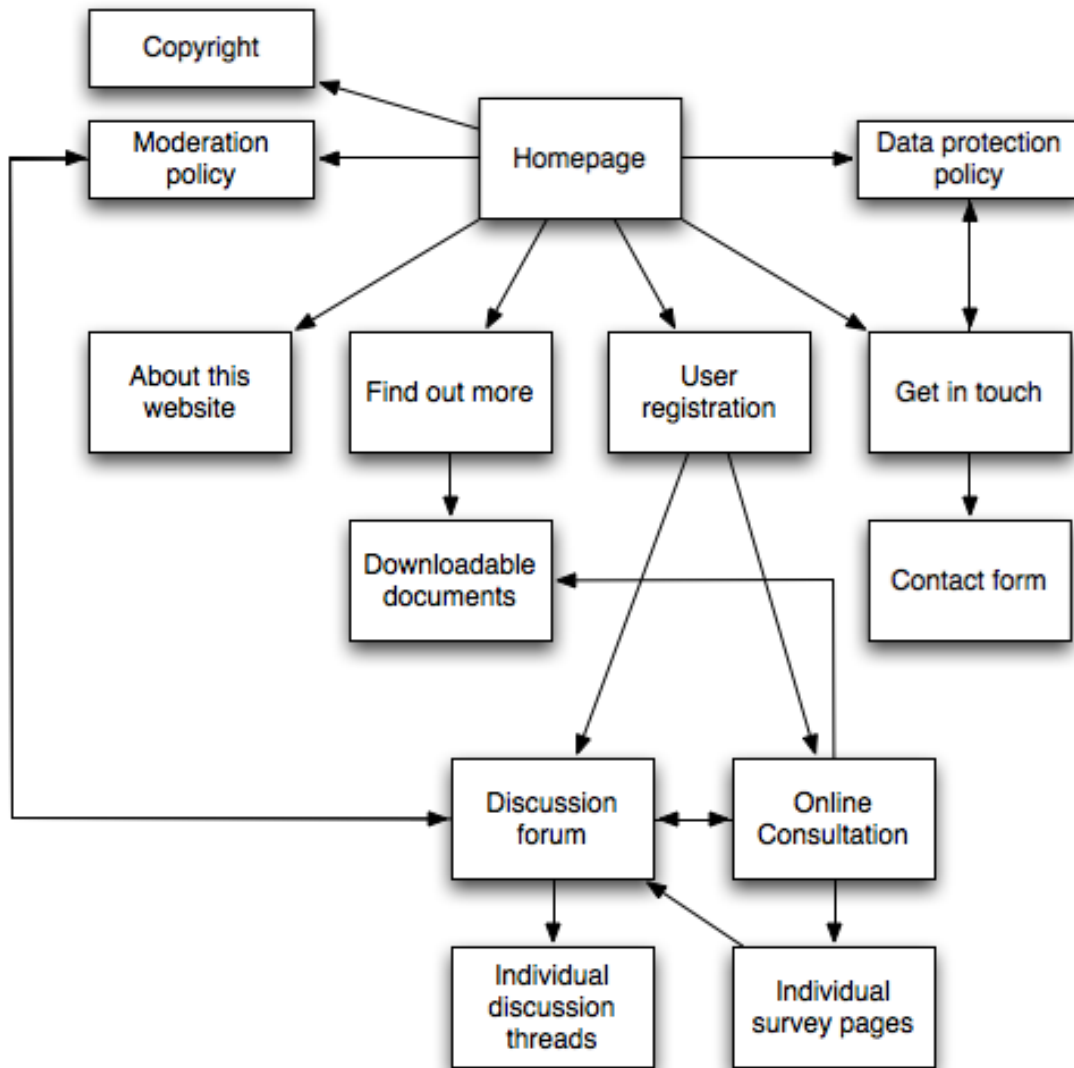 Copyright
Homepage
Moderation
policy
Data protection
policy
About this
website
Find out more
User
registration
Get in touch
Downloadable
documents
Contact form
Discussion
forum
Online
Consultation
Individual
discussion
threads
Individual
survey pages